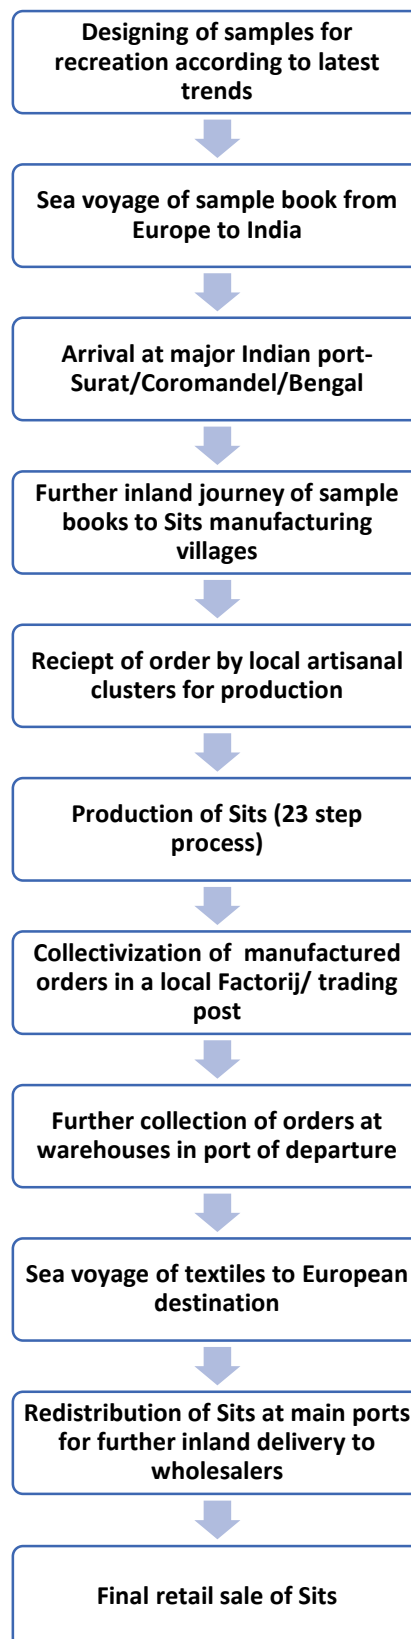 Designing of samples for
recreation according to latest
trends
Sea voyage of sample book from
Europe to India
Arrival at major Indian port-
Surat/Coromandel/Bengal
Further inland journey of sample
books to Sits manufacturing
villages
Reciept of order by local artisanal
clusters for production
Production of Sits (23 step
process)
Collectivization of manufactured
orders in a local Factorij/ trading
post
Further collection of orders at
warehouses in port of departure
Sea voyage of textiles to European
destination
Redistribution of Sits at main ports
for further inland delivery to
wholesalers
Final retail sale of Sits